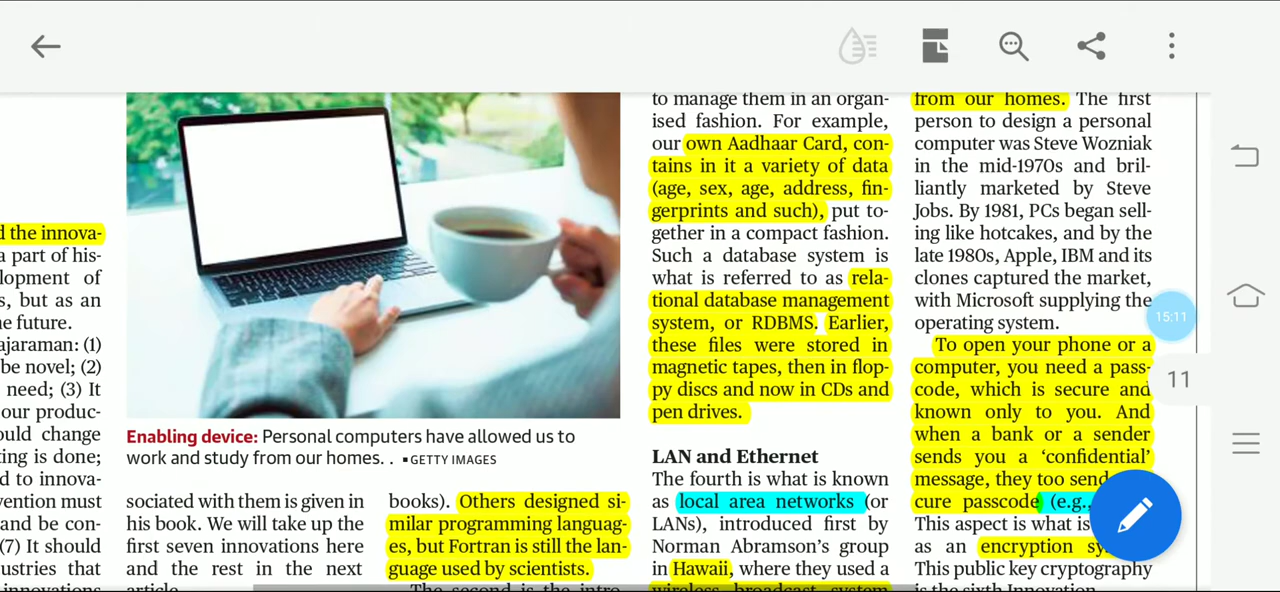 d the innova-
a part of his-
lopment of
s, but as an
e future.
ajaraman: (1)
be novel; (2)
need; (3) It
our produc-
ould change
ting is done;
d to innova-
vention must
and be con-
(7) It should
ustries that
innovations
Enabling device: Personal computers have allowed us to
work and study from our homes. . ▪GETTY IMAGES
sociated with them is given in
his book. We will take up the
first seven innovations here
and the rest in the next
article.
books). Others designed si-
milar programming languag-
es, but Fortran is still the lan-
guage used by scientists.
The second is the intro-
to manage them in an organ-
ised fashion. For example,
our own Aadhaar Card, con-
tains in it a variety of data
(age, sex, age, address, fin-
gerprints and such), put to-
gether in a compact fashion.
Such a database system is
what is referred to as rela-
tional database management
system, or RDBMS. Earlier,
these files were stored in
magnetic tapes, then in flop-
py discs and now in CDs and
pen drives.
LAN and Ethernet
The fourth is what is known
as local area networks (or
LANs), introduced first by
Norman Abramson's group
in Hawaii, where they used a
wireless broadcast system
from our homes. The first
person to design a personal
computer was Steve Wozniak
in the mid-1970s and bril-
liantly marketed by Steve
Jobs. By 1981, PCs began sell-
ing like hotcakes, and by the
late 1980s, Apple, IBM and its
clones captured the market,
with Microsoft supplying the
operating system.
To open your phone or a
computer, you need a pass-
code, which is secure and
known only to you. And
when a bank or a sender
sends you a 'confidential'
message, they too send
cure passcode (e.g.,
This aspect is what is
as an encryption sy
This public key cryptography
is the sixth Innovation.
15:11
11